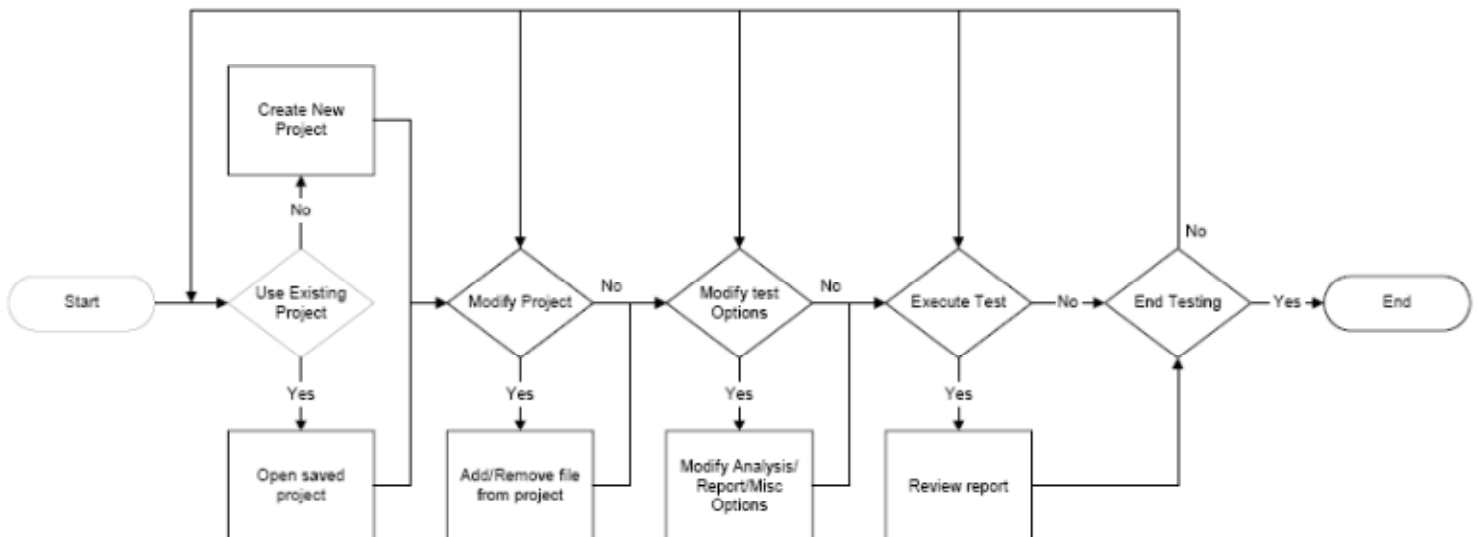 Create New
Project
No
No
Start
Use Existing
Project
Modify Project
No
Modify test
Options
No
Execute Test
No
End Testing
Yes
End
Yes
Yes
Yes
Yes
Open saved
project
Add/Remove file
from project
Modify Analysis/
Report/Misc
Options
Review report